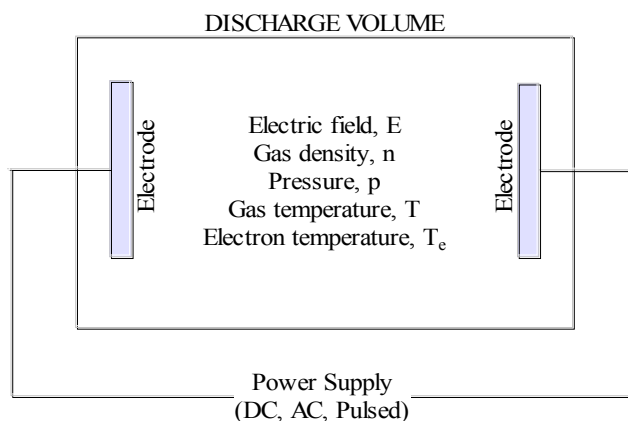 DISCHARGE VOLUME
Electrode
Electric field, E
Gas density, n
Pressure, p
Gas temperature, T
Electron temperature, Te
Electrode
Power Supply
(DC, AC, Pulsed)